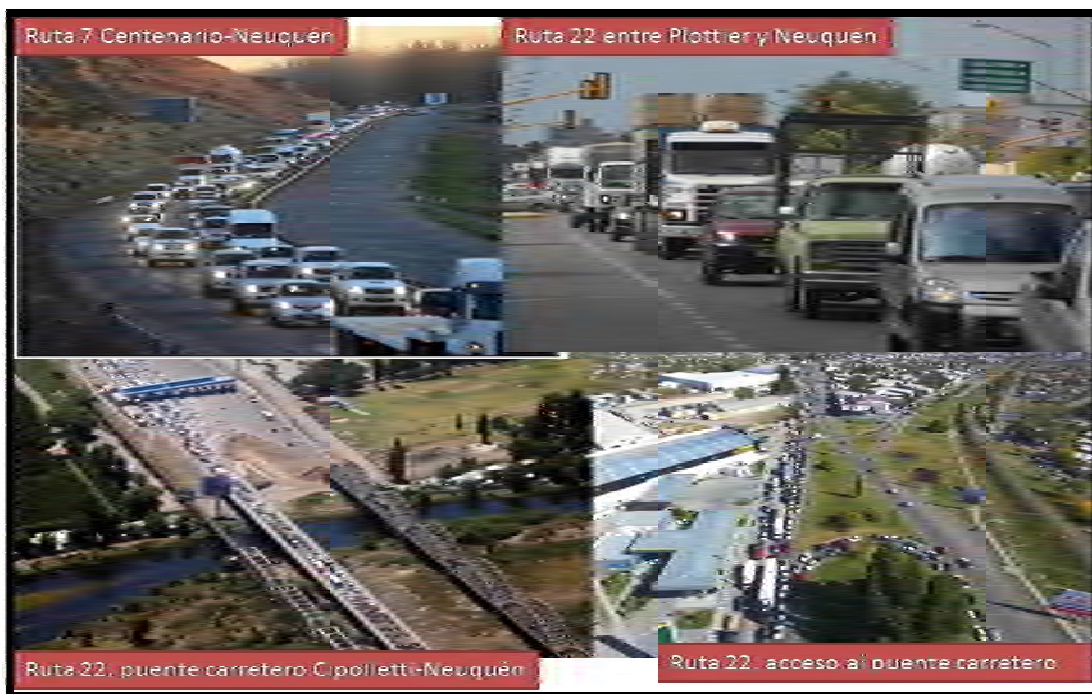 Ruta 7 Centenario-Neuquén
Ruta 22 entre Plottier y Neuquén
Ruta 22, puente carretero Cipolletti-Neuquén
Ruta 22, acceso al puente carretero